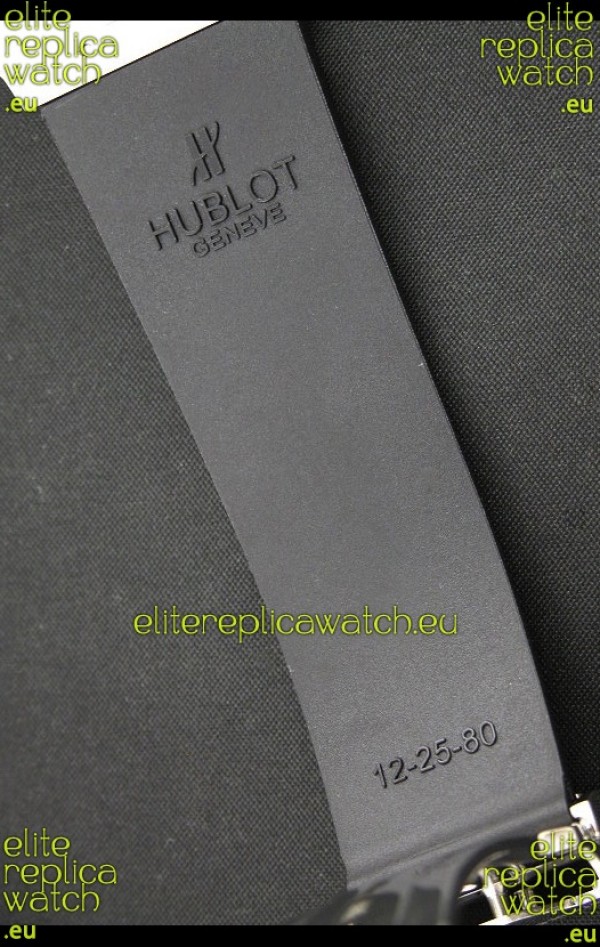 elite
replica
watch
.eu
elite
replica
watch
.eu
HUBLOT
GENEVE
elitereplicawatch.eu
12-25-80
elite
replica
watch
.eu
elite
replica
watch
.eu